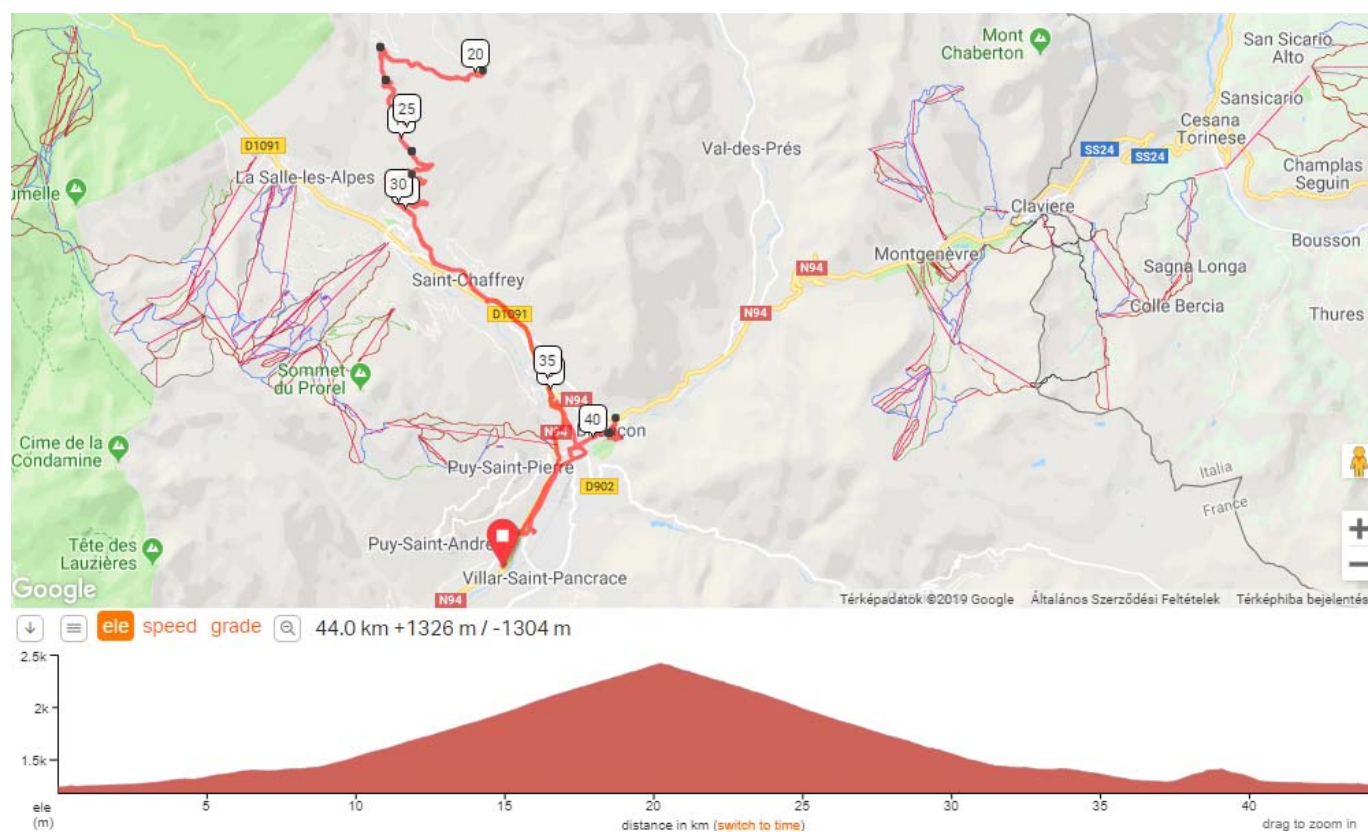 Mont
Chaberton
San Sicario
Alto
20
Sansicario
25
D1091
Val-des-Prés
SS24
SS24
Cesana
Torinese
La Salle-les-Alpes
Champlas
Seguin
umelle
30
Claviere
Bousson
Montgenèvre
N94
Sagna Longa
Saint-Chaffrey
Colle Bercia
Thures
D1091
N94
35
Sommet
du Prorel
N94
40
N94
Cime de la
Condamine
Puy-Saint-Pierre
Italia
D902
France
Puy-Saint-André
Tête des
Lauzières
Villar-Saint-Pancrace
N94
Google
Térképadatok ©2019 Google Általános Szerződési Feltételek Térképhiba bejelentés
ele speed grade 44.0 km +1326 m / -1304 m
2.5k
2k
1.5k
ele
(m)
5 10 15 20 25 30 35 40
distance in km (switch to time)
drag to zoom in